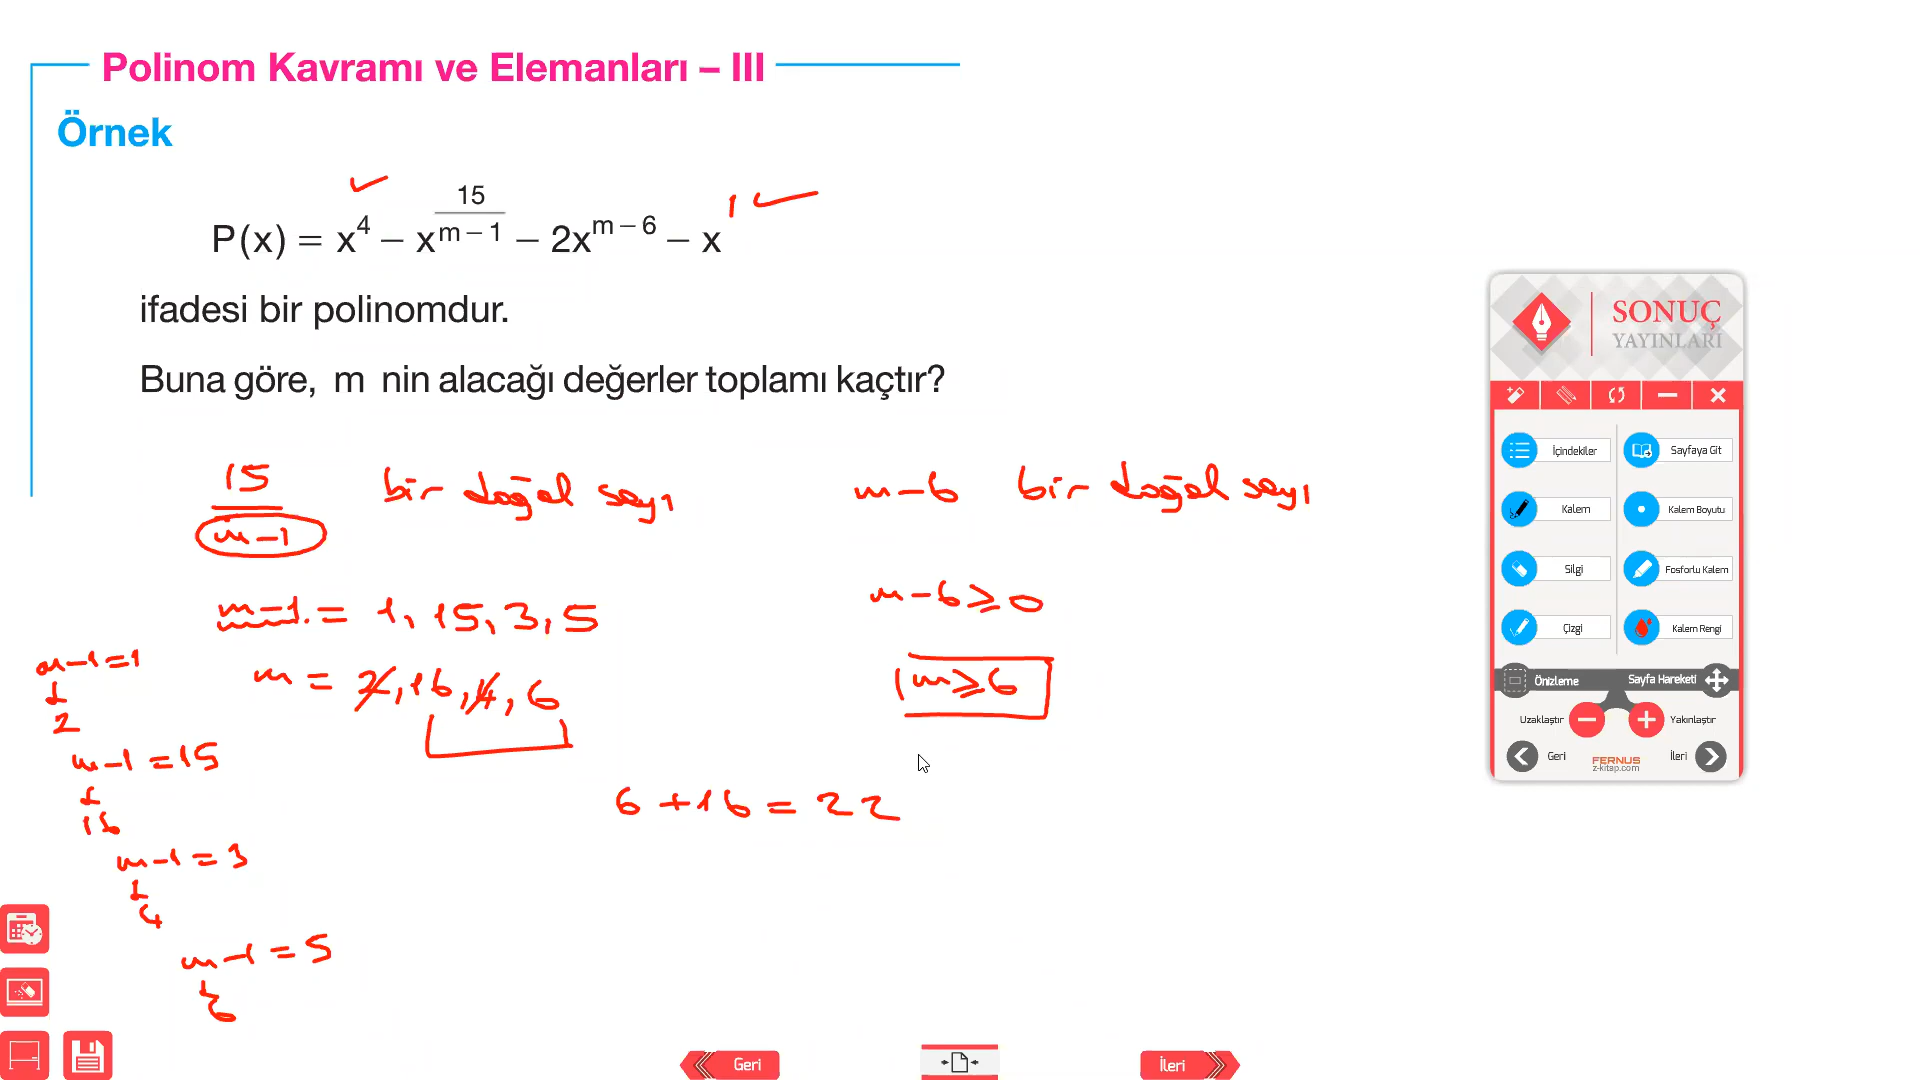 Polinom Kavramı ve Elemanları – III
Örnek
P(x) = x^4 – x^(15/(m – 1)) – 2x^(m – 6) – x^1
ifadesi bir polinomdur.
Buna göre, m nin alacağı değerler toplamı kaçtır?
15/(m-1) bir doğal sayı
m-6 bir doğal sayı
m-1 = 1, 15, 3, 5
m = 2, 16, 4, 6
m-6 ⩾ 0
m ⩾ 6
6 + 16 = 22
m-1=1
2
m-1=15
16
m-1=3
4
m-1=5
6
SONUÇ
YAYINLARI
İçindekiler
Sayfaya Git
Kalem
Kalem Boyutu
Silgi
Fosforlu Kalem
Çizgi
Kalem Rengi
Önizleme
Sayfa Hareketi
Uzaklaştır
Yakınlaştır
Geri
İleri
FERNUS
z-kitap.com
Geri
İleri